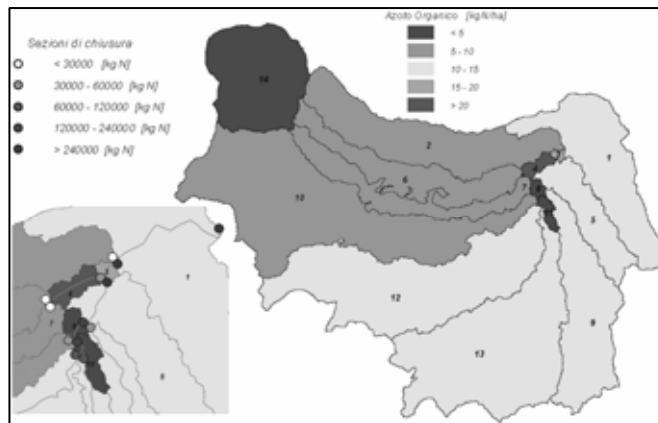 Sezioni di chiusura
< 30000 [kg N]
30000 - 60000 [kg N]
60000 - 120000 [kg N]
120000 - 240000 [kg N]
> 240000 [kg N]
Azoto Organico [kgN/ha]
< 5
5 - 10
10 - 15
15 - 20
> 20
14
2
1
6
10
7
5
12
9
13
1
7
5